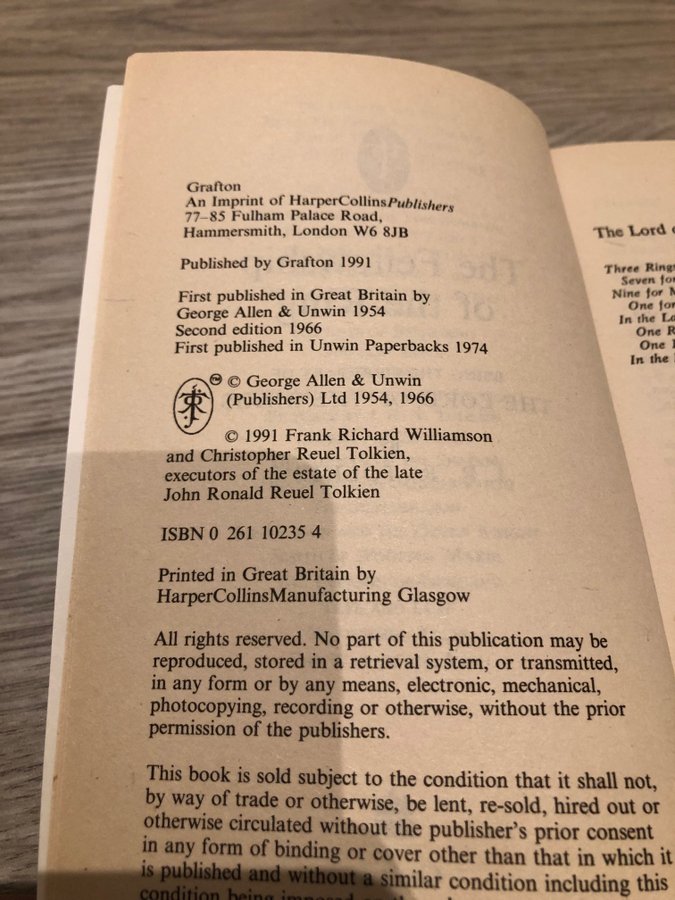 Grafton
An Imprint of HarperCollinsPublishers
77–85 Fulham Palace Road,
Hammersmith, London W6 8JB
Published by Grafton 1991
First published in Great Britain by
George Allen & Unwin 1954
Second edition 1966
First published in Unwin Paperbacks 1974
© George Allen & Unwin
(Publishers) Ltd 1954, 1966
© 1991 Frank Richard Williamson
and Christopher Reuel Tolkien,
executors of the estate of the late
John Ronald Reuel Tolkien
ISBN 0 261 10235 4
Printed in Great Britain by
HarperCollinsManufacturing Glasgow
All rights reserved. No part of this publication may be
reproduced, stored in a retrieval system, or transmitted,
in any form or by any means, electronic, mechanical,
photocopying, recording or otherwise, without the prior
permission of the publishers.
This book is sold subject to the condition that it shall not,
by way of trade or otherwise, be lent, re-sold, hired out or
otherwise circulated without the publisher's prior consent
in any form of binding or cover other than that in which it
is published and without a similar condition including this
condition being
The Lord
Three Rings
Seven for
Nine for
One for
In the
One
One
In the